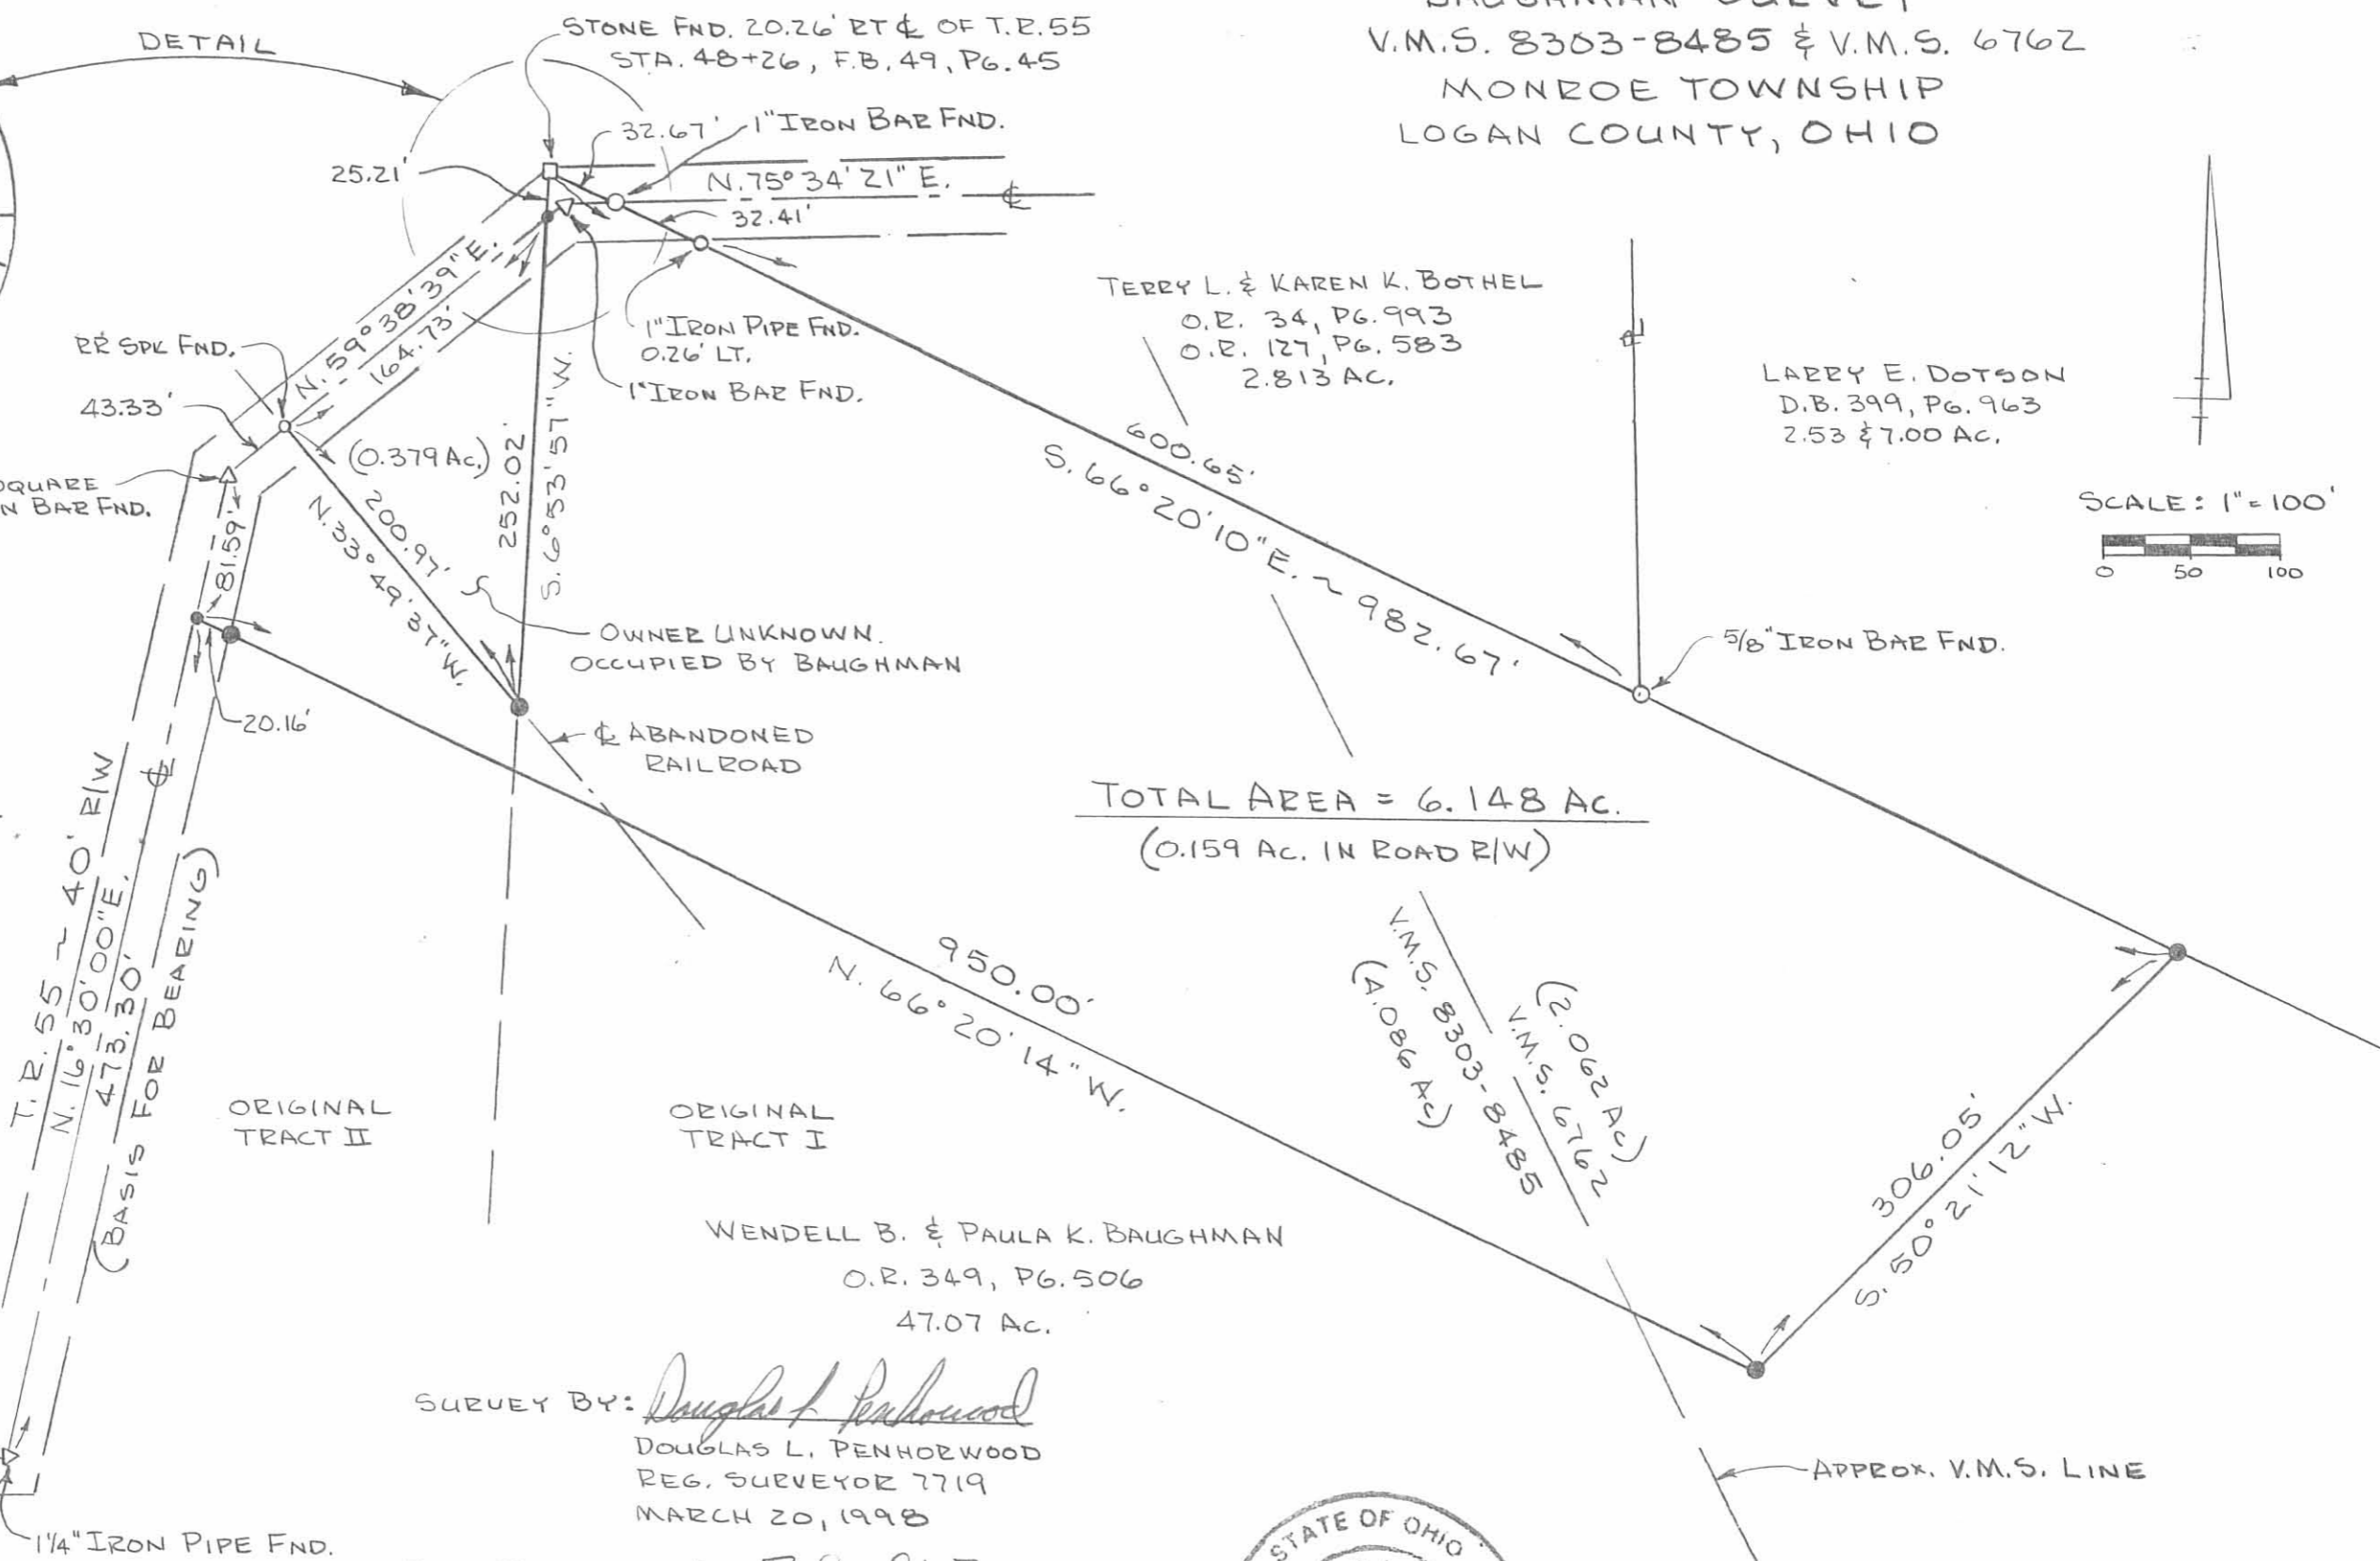 DETAIL
STONE FND. 20.26' RT ℄ OF T.R. 55
STA. 48+26, F.B. 49, PG. 45
V.M.S. 8303-8485 & V.M.S. 6762
MONROE TOWNSHIP
LOGAN COUNTY, OHIO
32.67'
1" IRON BAR FND.
25.21'
N. 75° 34' 21" E.
℄
32.41'
N. 59° 38' 39" E.
164.73'
1" IRON PIPE FND.
0.26' LT.
1" IRON BAR FND.
RR SPK FND.
43.33'
SQUARE
BAR FND.
(0.379 AC.)
200.97'
N. 33° 49' 37" W.
252.02'
S. 6° 53' 57" W.
81.59'
20.16'
OWNER UNKNOWN.
OCCUPIED BY BAUGHMAN
℄ ABANDONED
RAILROAD
TERRY L. & KAREN K. BOTHEL
O.R. 34, PG. 993
O.R. 127, PG. 583
2.813 AC.
LARRY E. DOTSON
D.B. 399, PG. 963
2.53 & 7.00 AC.
SCALE: 1" = 100'
0 50 100
600.65'
S. 66° 20' 10" E. ~ 982.67'
5/8" IRON BAR FND.
TOTAL AREA = 6.148 AC.
(0.159 AC. IN ROAD R/W)
T.R. 55 ~ 40' R/W
N. 16° 30' 00" E.
473.30'
(BASIS FOR BEARING)
℄
950.00'
N. 66° 20' 14" W.
V.M.S. 8303-8485
(4.086 AC)
(2.062 AC)
V.M.S. 6762
306.05'
S. 50° 21' 12" W.
ORIGINAL
TRACT II
ORIGINAL
TRACT I
WENDELL B. & PAULA K. BAUGHMAN
O.R. 349, PG. 506
47.07 AC.
SURVEY BY: Douglas L. Penhorwood
DOUGLAS L. PENHORWOOD
REG. SURVEYOR 7719
MARCH 20, 1998
APPROX. V.M.S. LINE
1¼" IRON PIPE FND.
STATE OF OHIO